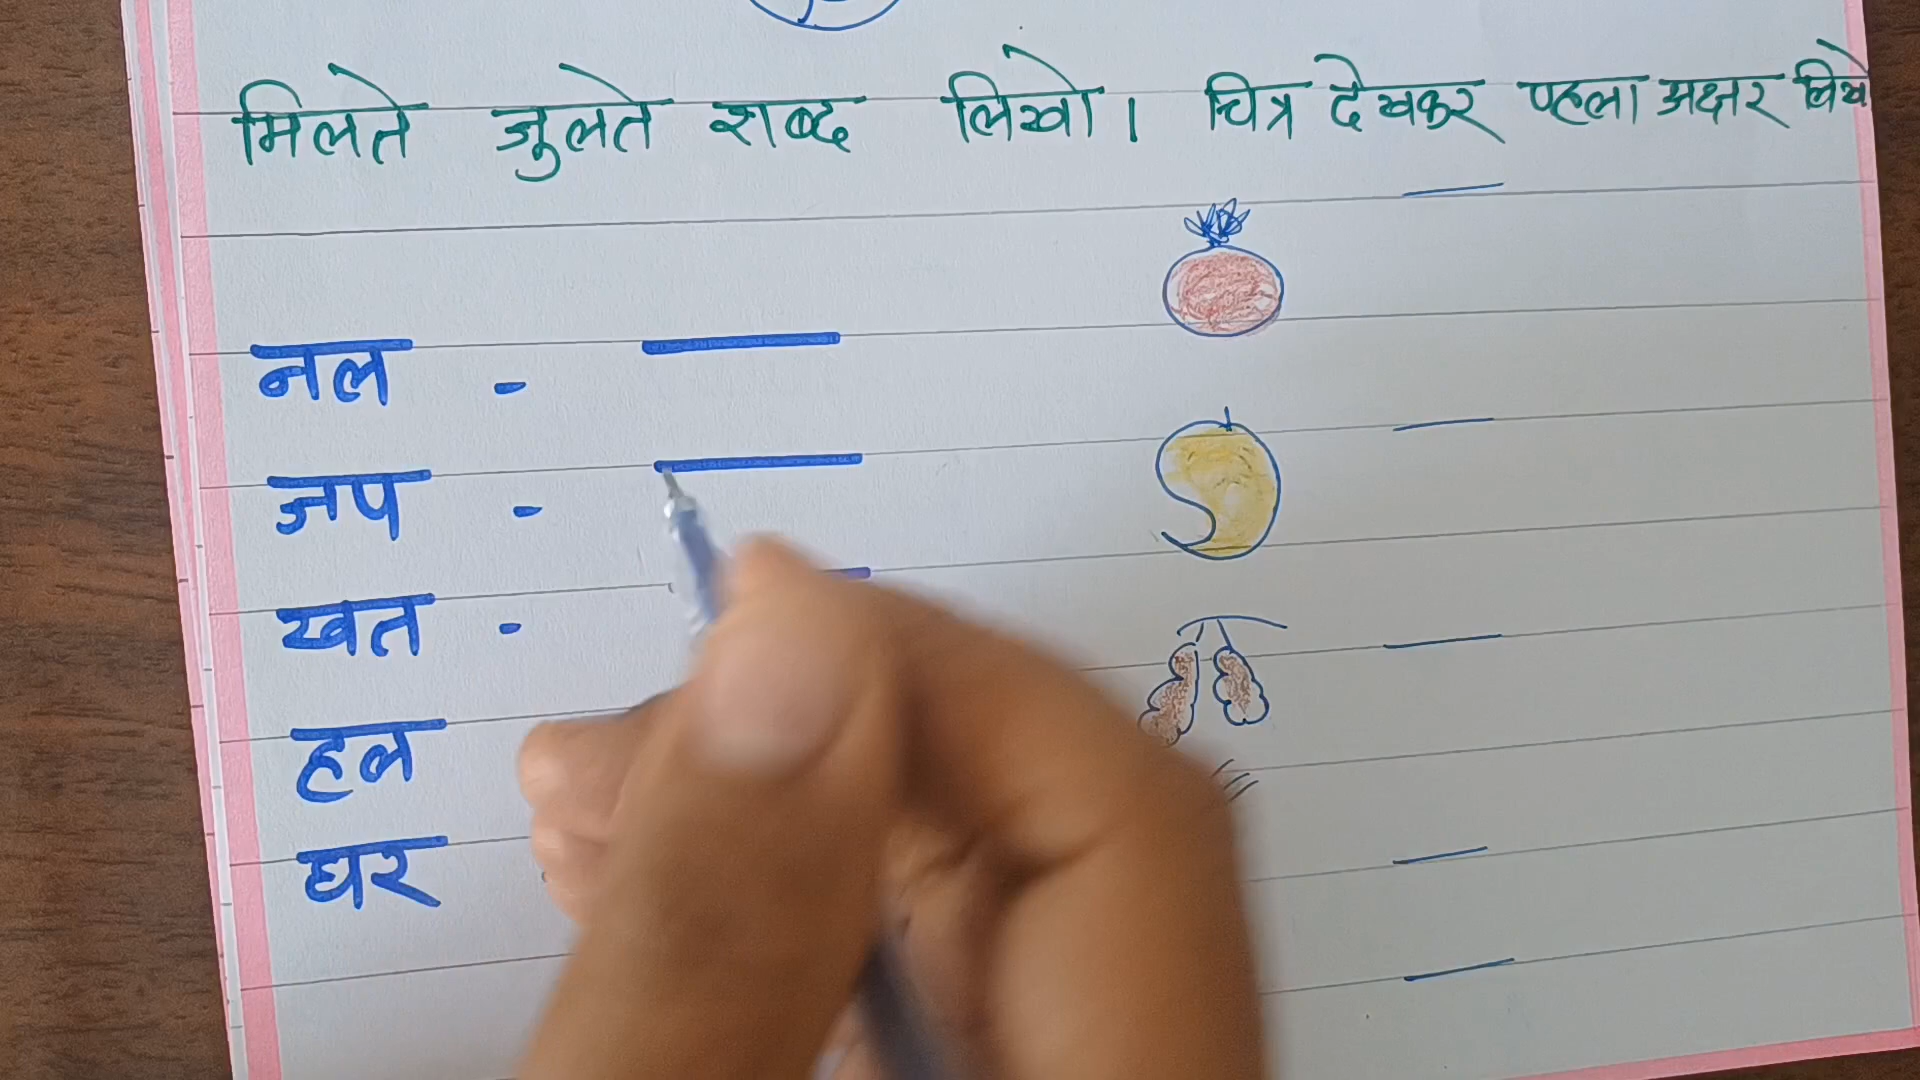 मिलते जुलते शब्द लिखो। चित्र देखकर पहला अक्षर लिखो
नल -
जप -
खत -
हल
घर